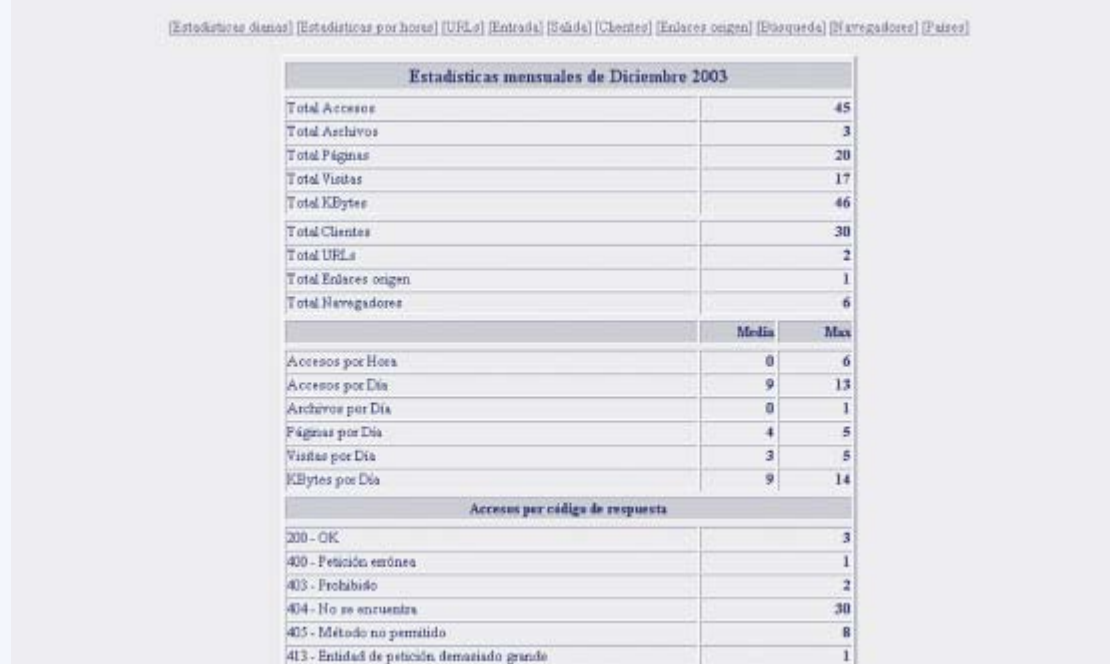 [Estadísticas diarias] [Estadísticas por horas] [URLs] [Entrada] [Salida] [Clientes] [Enlaces origen] [Búsqueda] [Navegadores] [Países]
Estadísticas mensuales de Diciembre 2003
Total Accesos 45
Total Archivos 3
Total Páginas 20
Total Visitas 17
Total KBytes 46
Total Clientes 30
Total URLs 2
Total Enlaces origen 1
Total Navegadores 6
Media Max
Accesos por Hora 0 6
Accesos por Día 9 13
Archivos por Día 0 1
Páginas por Día 4 5
Visitas por Día 3 5
KBytes por Día 9 14
Accesos por código de respuesta
200 - OK 3
400 - Petición errónea 1
403 - Prohibido 2
404 - No se encuentra 30
405 - Método no permitido 8
413 - Entidad de petición demasiado grande 1